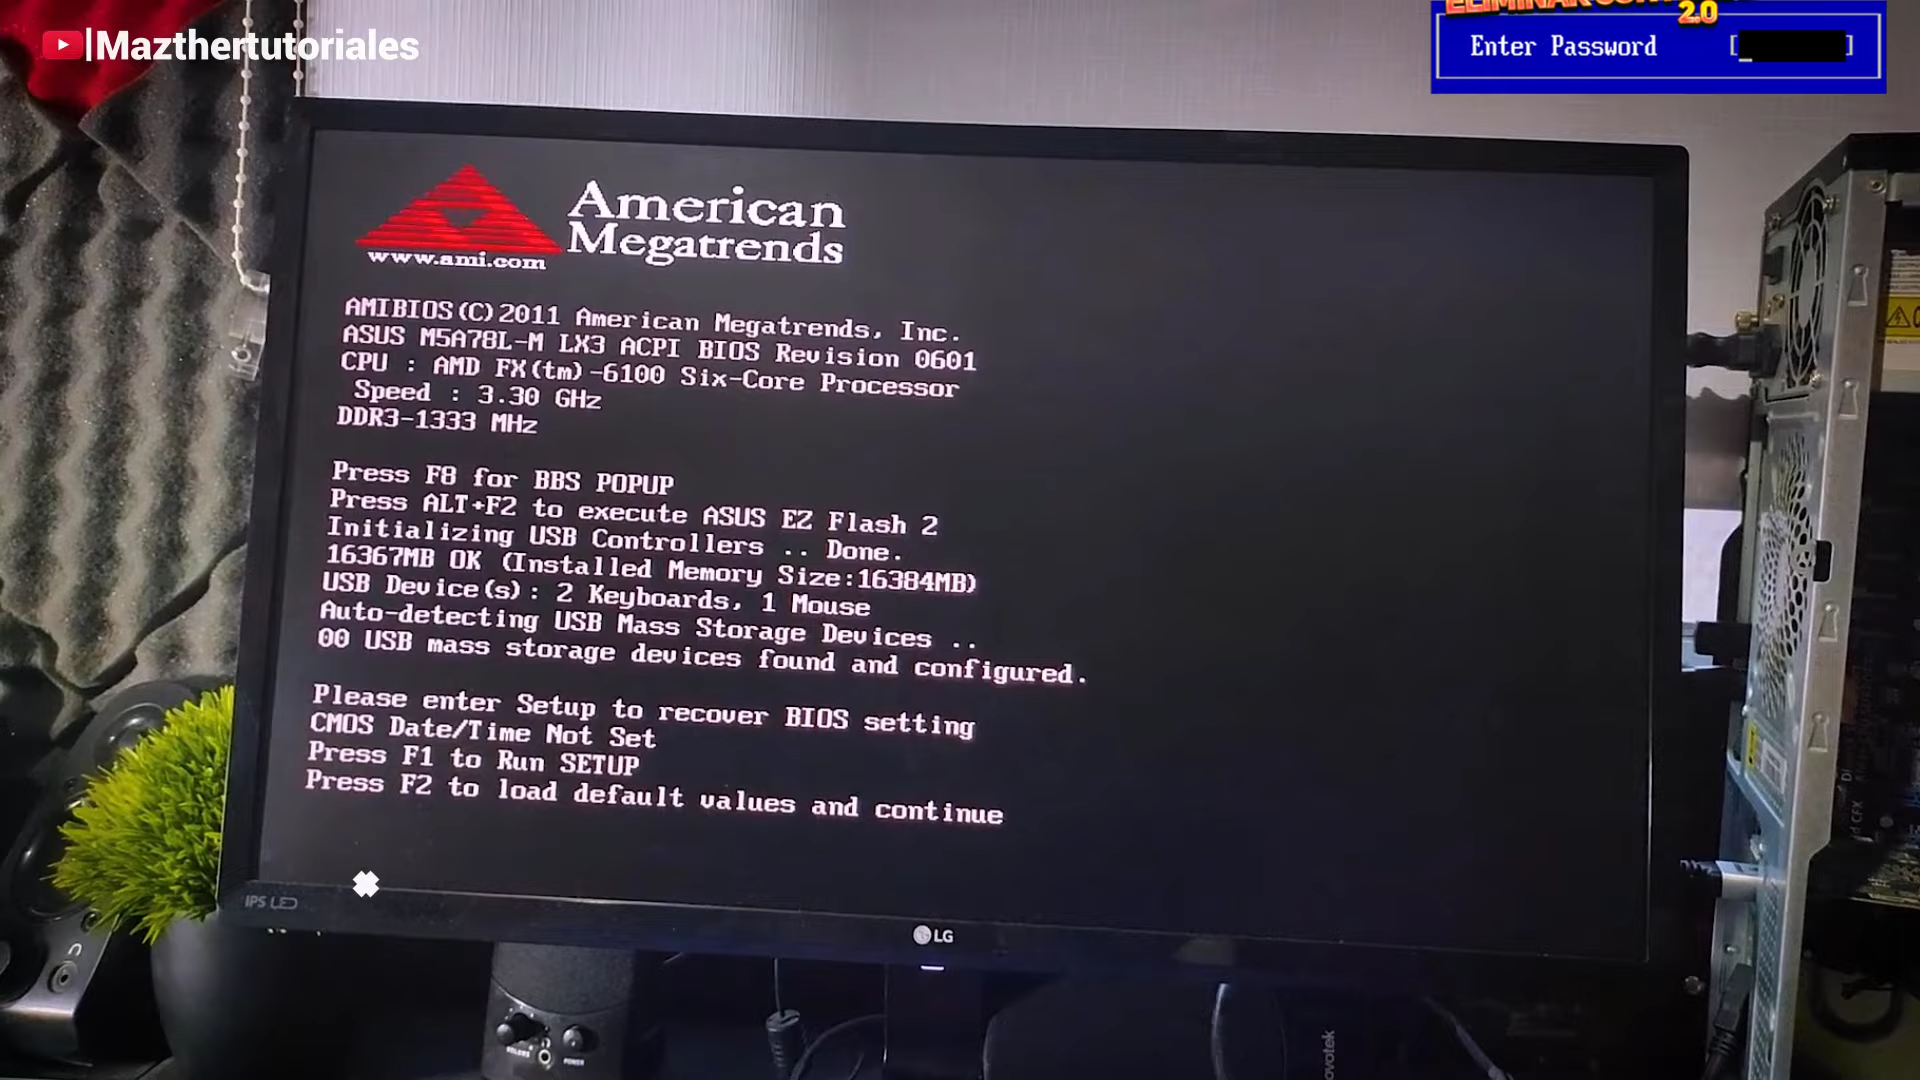 |Mazthertutoriales
2.0
Enter Password [ ]
American
Megatrends
www.ami.com
AMIBIOS(C)2011 American Megatrends, Inc.
ASUS M5A78L-M LX3 ACPI BIOS Revision 0601
CPU : AMD FX(tm)-6100 Six-Core Processor
Speed : 3.30 GHz
DDR3-1333 MHz
Press F8 for BBS POPUP
Press ALT+F2 to execute ASUS EZ Flash 2
Initializing USB Controllers .. Done.
16367MB OK (Installed Memory Size:16384MB)
USB Device(s): 2 Keyboards, 1 Mouse
Auto-detecting USB Mass Storage Devices ..
00 USB mass storage devices found and configured.
Please enter Setup to recover BIOS setting
CMOS Date/Time Not Set
Press F1 to Run SETUP
Press F2 to load default values and continue
IPS LED
LG
VOLUME
POWER